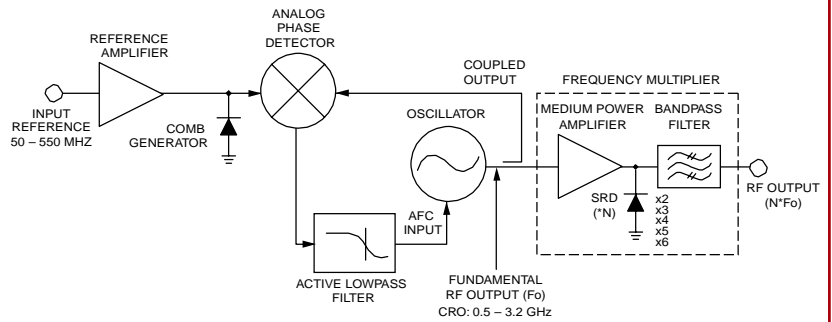 ANALOG
PHASE
DETECTOR
REFERENCE
AMPLIFIER
COUPLED
OUTPUT
FREQUENCY MULTIPLIER
INPUT
REFERENCE
50 – 550 MHZ
COMB
GENERATOR
OSCILLATOR
MEDIUM POWER
AMPLIFIER
BANDPASS
FILTER
SRD
(*N)
x2
x3
x4
x5
x6
RF OUTPUT
(N*Fo)
AFC
INPUT
ACTIVE LOWPASS
FILTER
FUNDAMENTAL
RF OUTPUT (Fo)
CRO: 0.5 – 3.2 GHz